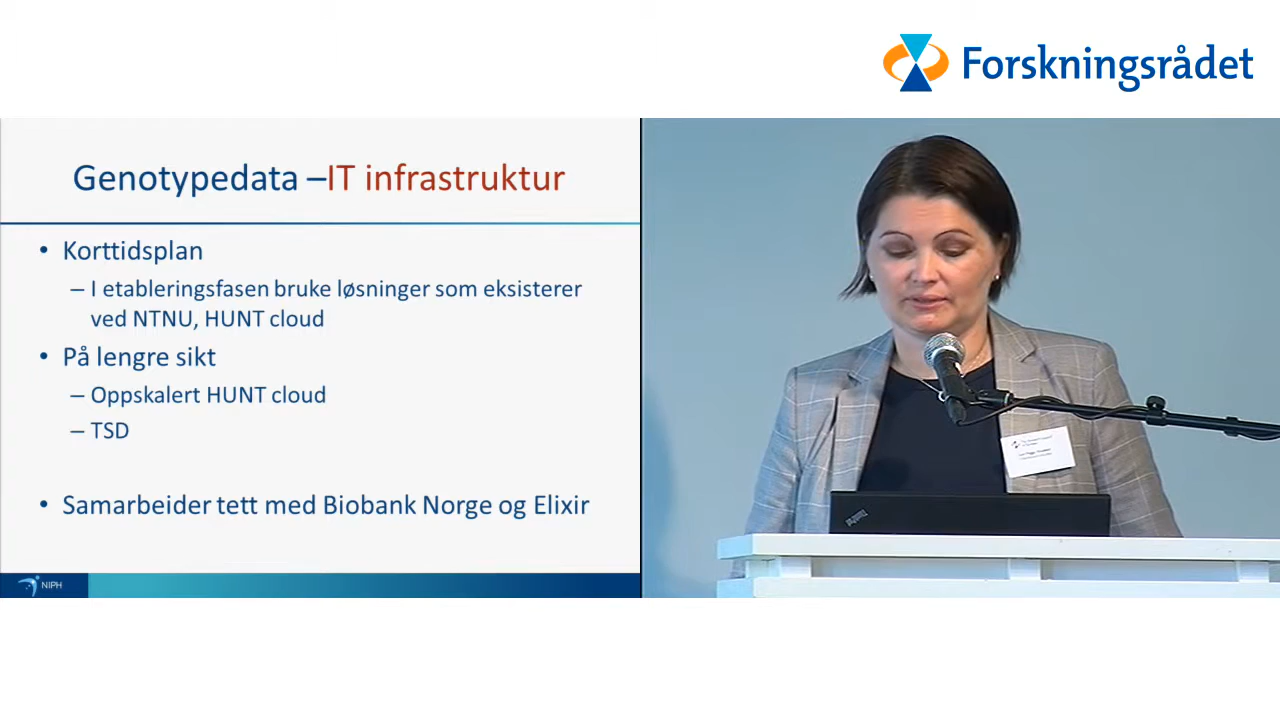 Forskningsrådet
Genotypedata –IT infrastruktur
• Korttidsplan
– I etableringsfasen bruke løsninger som eksisterer
ved NTNU, HUNT cloud
• På lengre sikt
– Oppskalert HUNT cloud
– TSD
• Samarbeider tett med Biobank Norge og Elixir
NIPH
ThinkPad